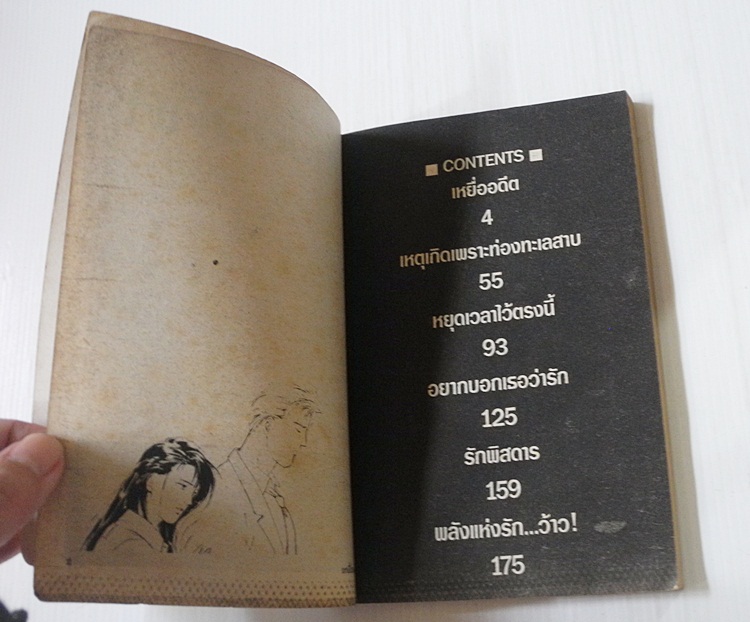 CONTENTS
เหยื่ออดีต
4
เหตุเกิดเพราะท่องทะเลสาบ
55
หยุดเวลาไว้ตรงนี้
93
อยากบอกเธอว่ารัก
125
รักพิสดาร
159
พลังแห่งรัก...ว้าว!
175